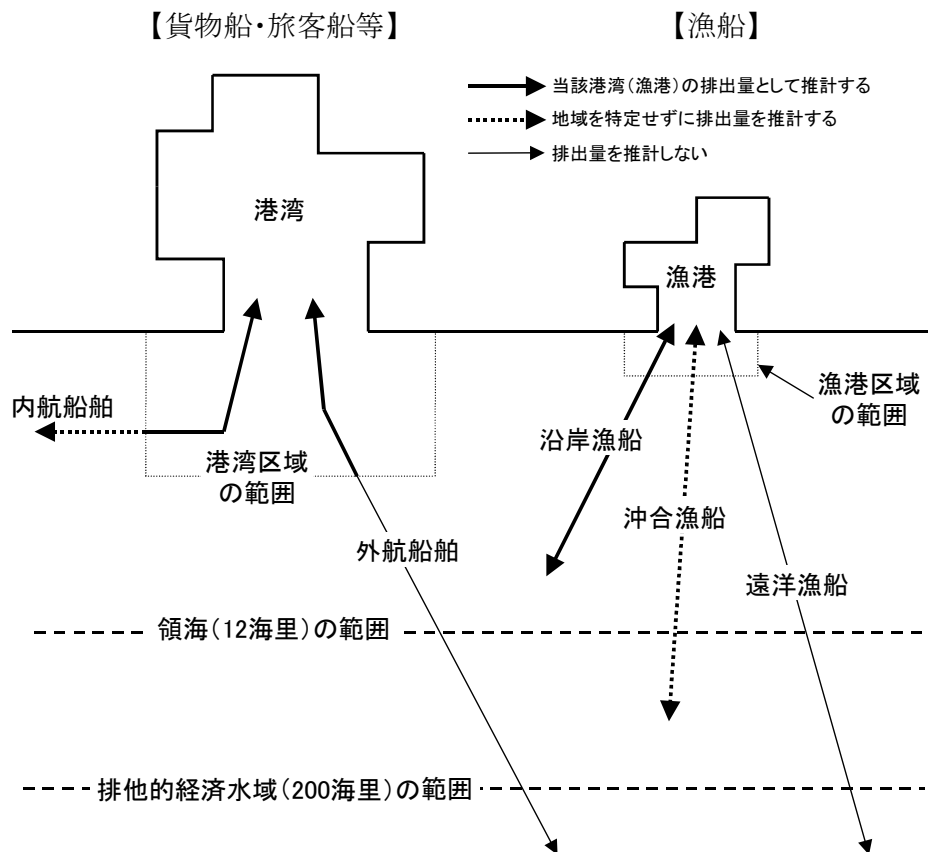 【貨物船・旅客船等】
【漁船】
当該港湾（漁港）の排出量として推計する
地域を特定せずに排出量を推計する
排出量を推計しない
港湾
漁港
内航船舶
港湾区域
の範囲
漁港区域
の範囲
沿岸漁船
沖合漁船
外航船舶
遠洋漁船
領海（12海里）の範囲
排他的経済水域（200海里）の範囲